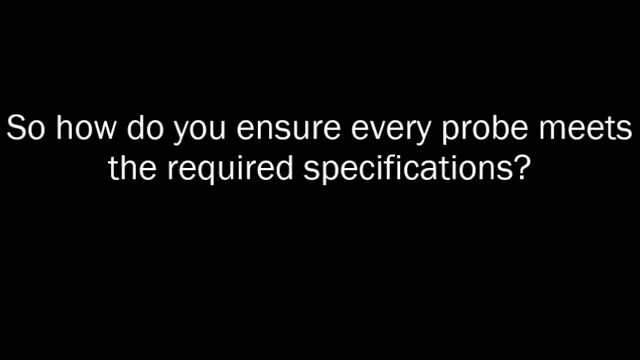 So how do you ensure every probe meets
the required specifications?